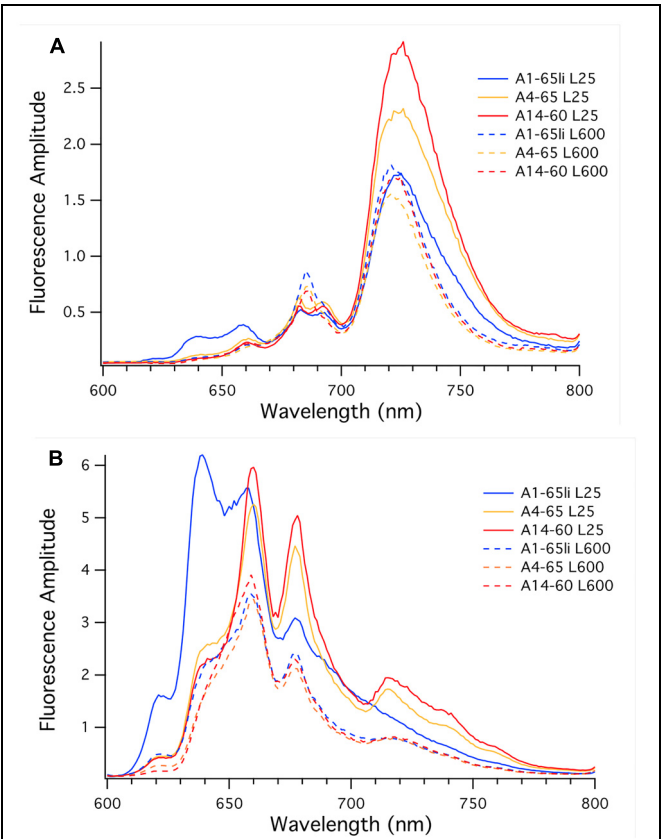 A
Fluorescence Amplitude
2.5
2.0
1.5
1.0
0.5
A1-65li L25
A4-65 L25
A14-60 L25
A1-65li L600
A4-65 L600
A14-60 L600
600
650
700
750
800
Wavelength (nm)
B
Fluorescence Amplitude
6
5
4
3
2
1
A1-65li L25
A4-65 L25
A14-60 L25
A1-65li L600
A4-65 L600
A14-60 L600
600
650
700
750
800
Wavelength (nm)